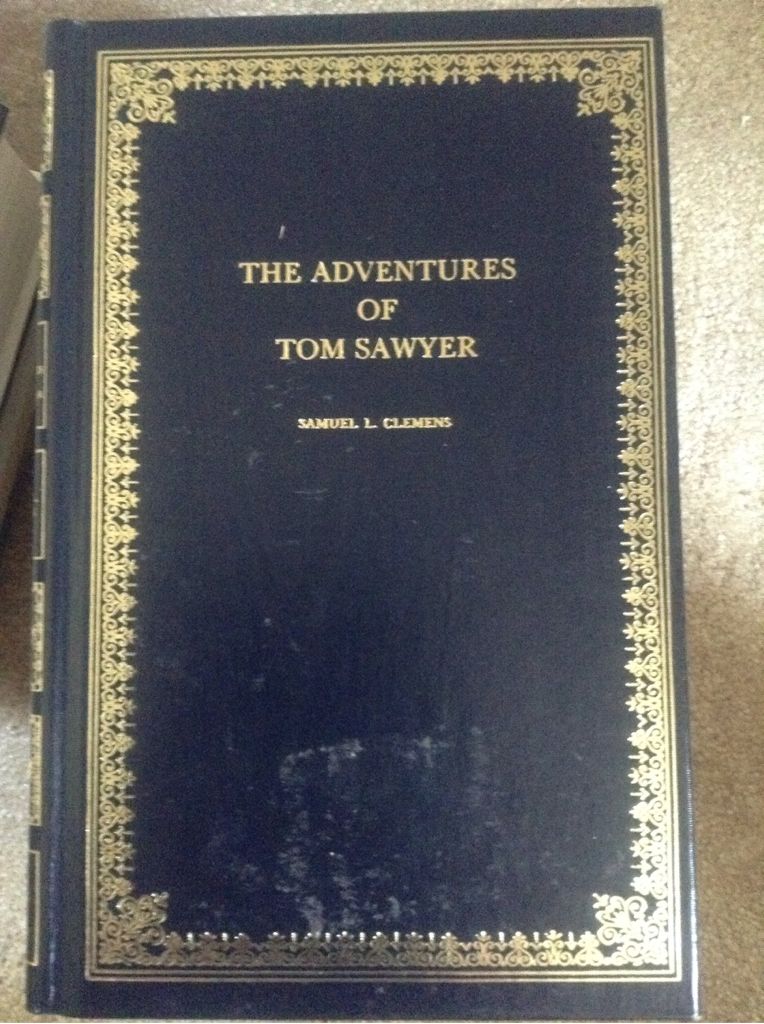 THE ADVENTURES
OF
TOM SAWYER
SAMUEL L. CLEMENS